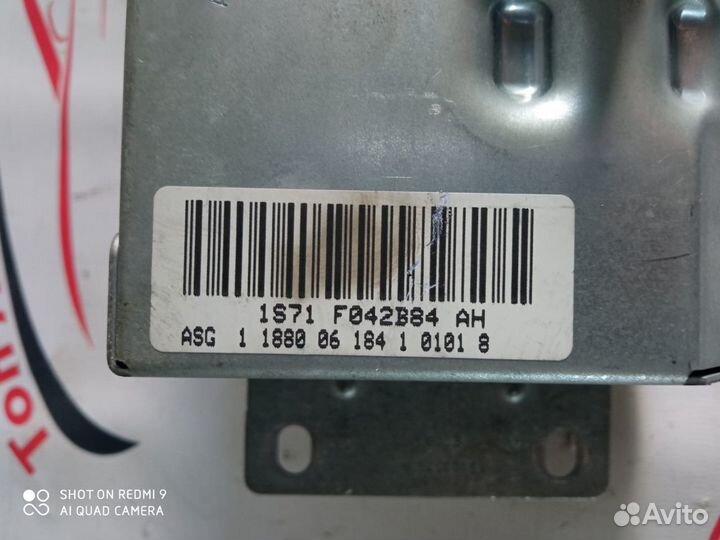 1S71 F042B84 AH
ASG 1 1880 06 184 1 0101 8
SHOT ON REDMI 9
AI QUAD CAMERA
Avito